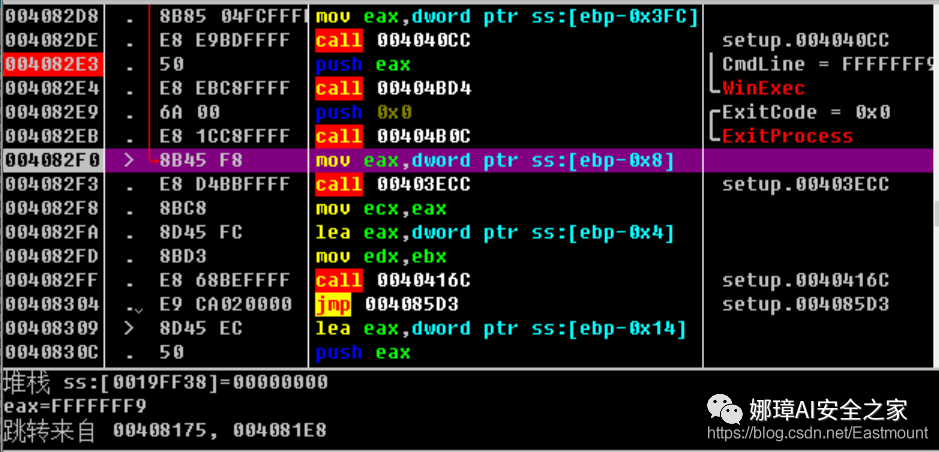 004082D8 . 8B85 04FCFFFF mov eax,dword ptr ss:[ebp-0x3FC]
004082DE . E8 E9BDFFFF call 004040CC setup.004040CC
004082E3 . 50 push eax CmdLine = FFFFFFF9
004082E4 . E8 EBC8FFFF call 00404BD4 WinExec
004082E9 . 6A 00 push 0x0 ExitCode = 0x0
004082EB . E8 1CC8FFFF call 00404B0C ExitProcess
004082F0 > 8B45 F8 mov eax,dword ptr ss:[ebp-0x8]
004082F3 . E8 D4BBFFFF call 00403ECC setup.00403ECC
004082F8 . 8BC8 mov ecx,eax
004082FA . 8D45 FC lea eax,dword ptr ss:[ebp-0x4]
004082FD . 8BD3 mov edx,ebx
004082FF . E8 68BEFFFF call 0040416C setup.0040416C
00408304 . E9 CA020000 jmp 004085D3 setup.004085D3
00408309 > 8D45 EC lea eax,dword ptr ss:[ebp-0x14]
0040830C . 50 push eax
堆栈 ss:[0019FF38]=00000000
eax=FFFFFFF9
跳转来自 00408175, 004081E8
娜璋AI安全之家
https://blog.csdn.net/Eastmount